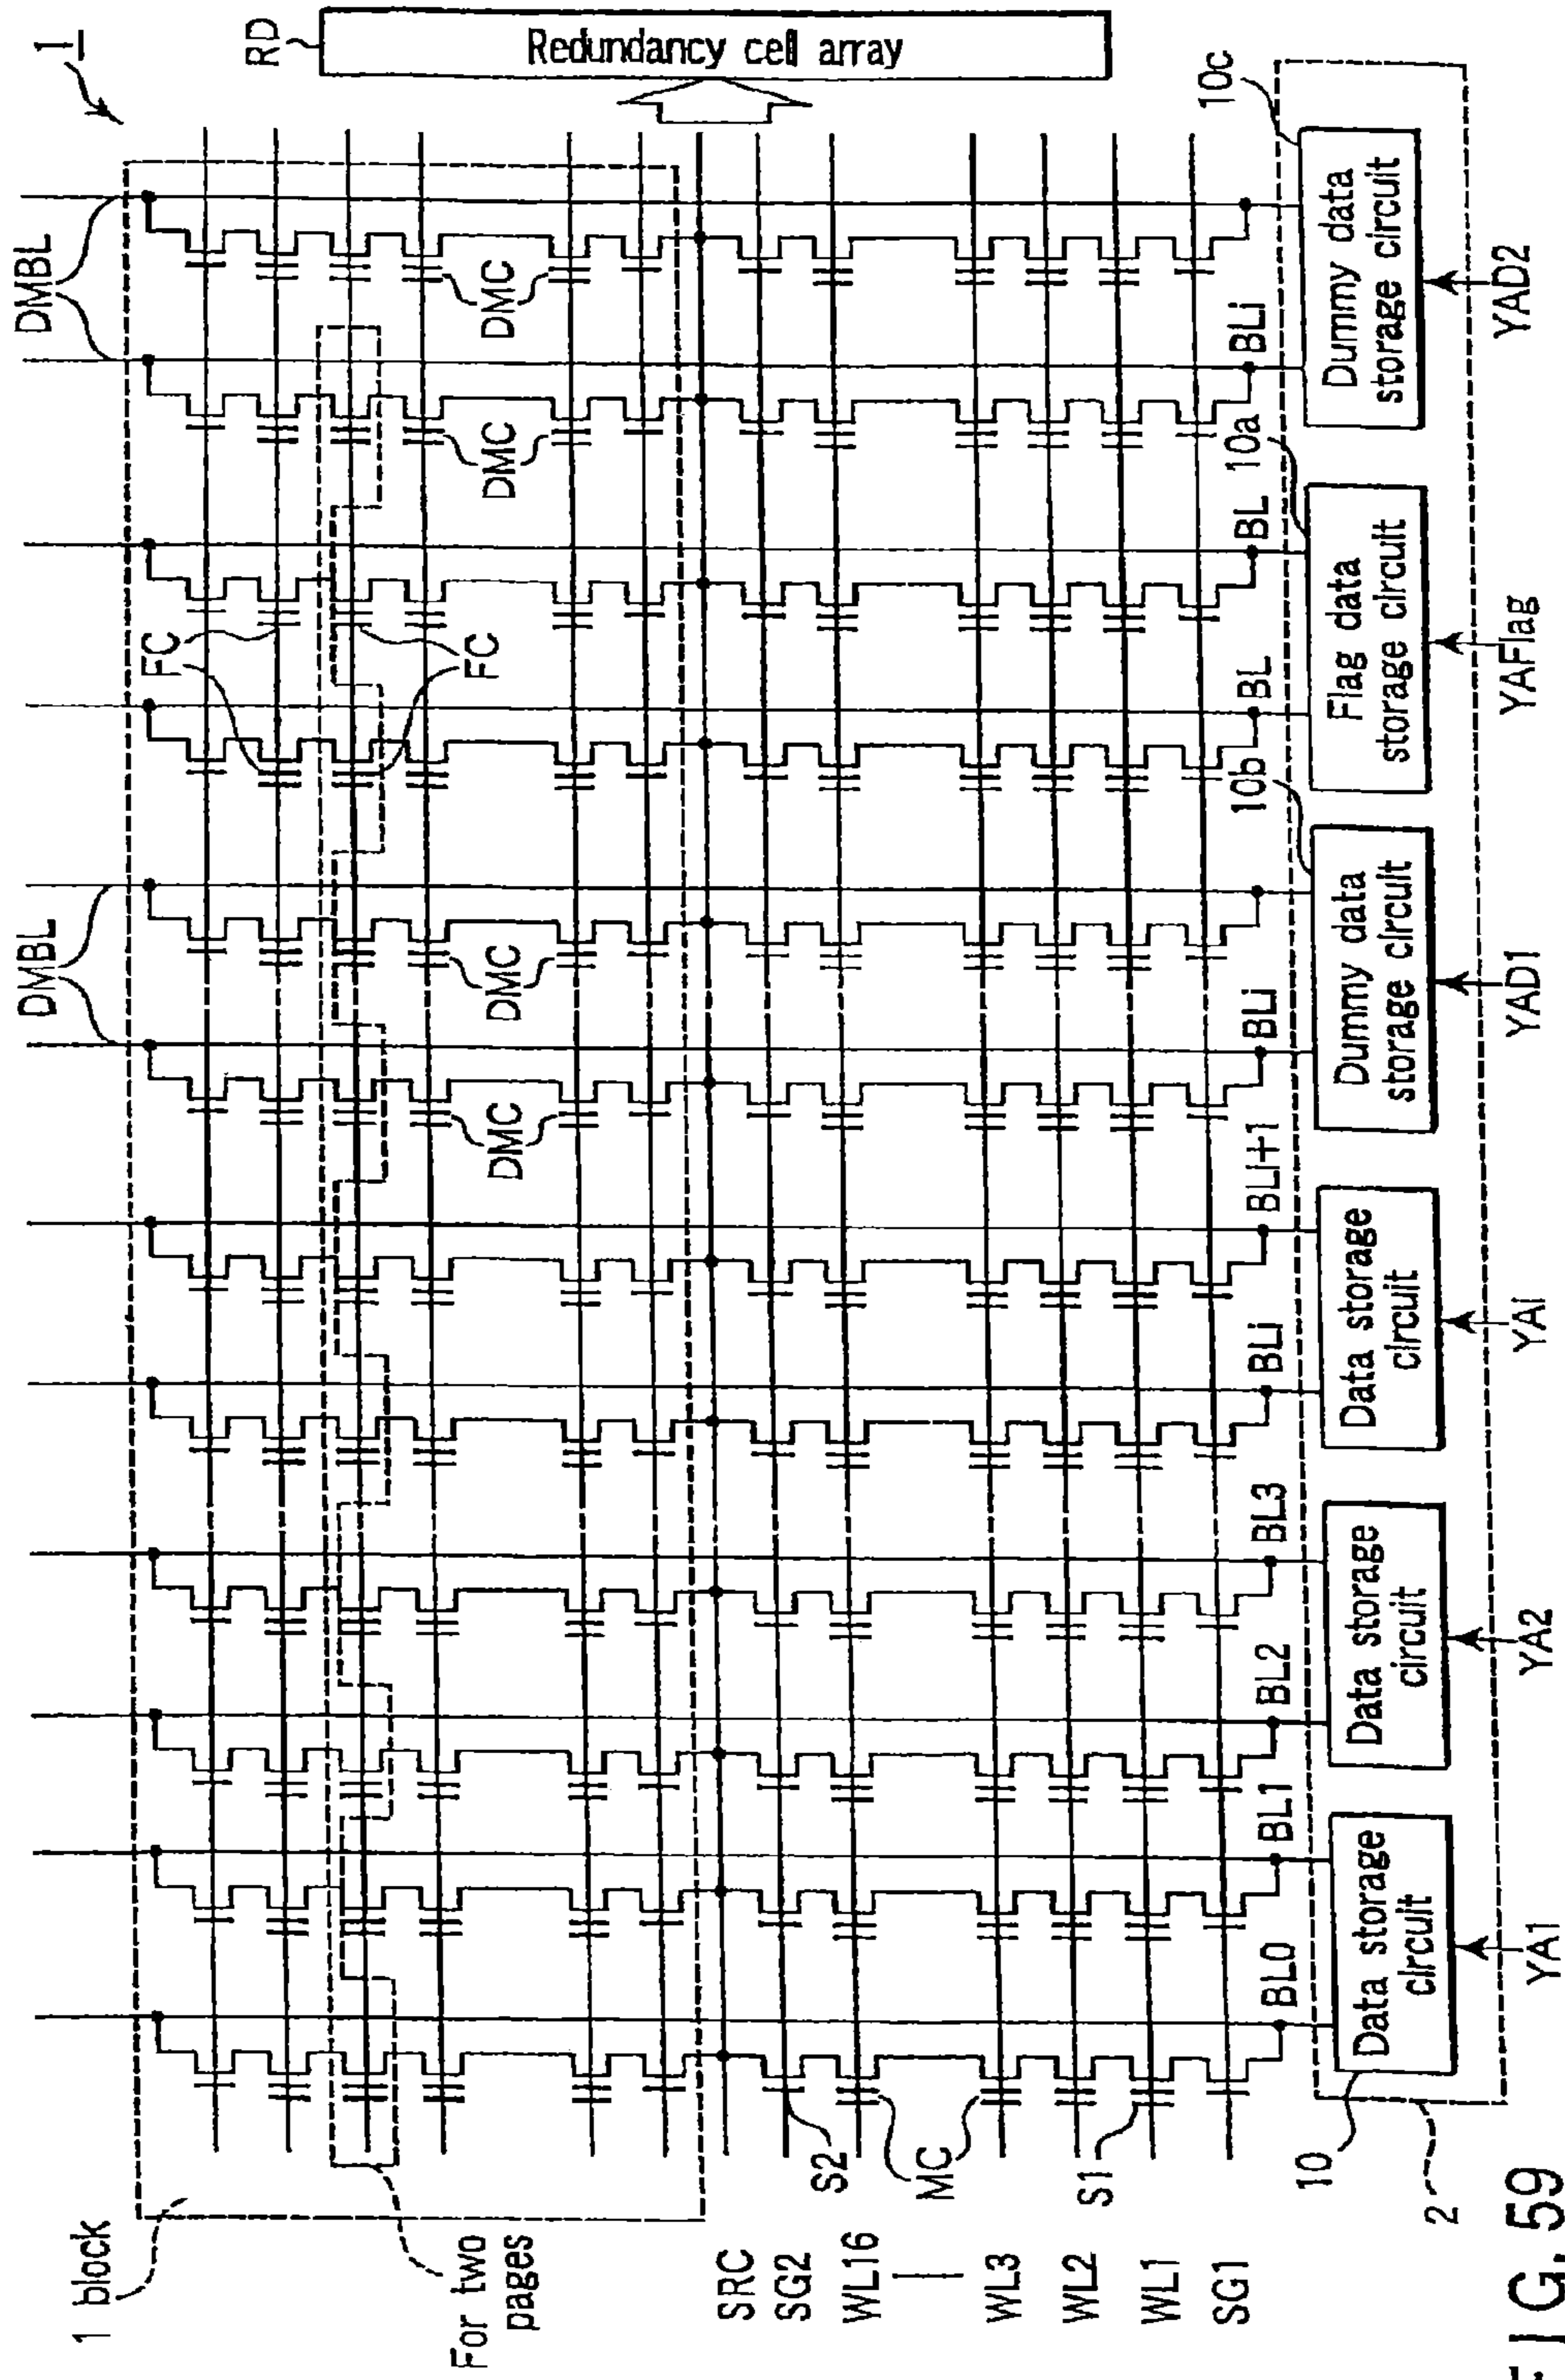 1
RD
Redundancy cell array
DMBL
DMBL
1 block
For two
pages
FC
FC
DMC
DMC
DMC
DMC
SRC
SG2
S2
WL16
MC
WL3
WL2
S1
WL1
SG1
BL0
BL1
BL2
BL3
BLi
BLi+1
BLi
BL
BL
BLi
10
2
10b
10a
10c
Data storage
circuit
Data storage
circuit
Data storage
circuit
Dummy data
storage circuit
Flag data
storage circuit
Dummy data
storage circuit
YA1
YA2
YAi
YAD1
YAFlag
YAD2
FIG. 59